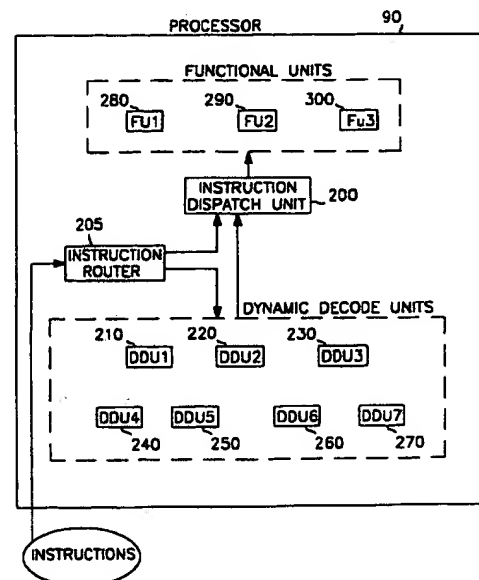 PROCESSOR
90
FUNCTIONAL UNITS
280
290
300
FU1
FU2
Fu3
INSTRUCTION
DISPATCH UNIT
200
205
INSTRUCTION
ROUTER
DYNAMIC DECODE UNITS
210
220
230
DDU1
DDU2
DDU3
DDU4
DDU5
DDU6
DDU7
240
250
260
270
INSTRUCTIONS